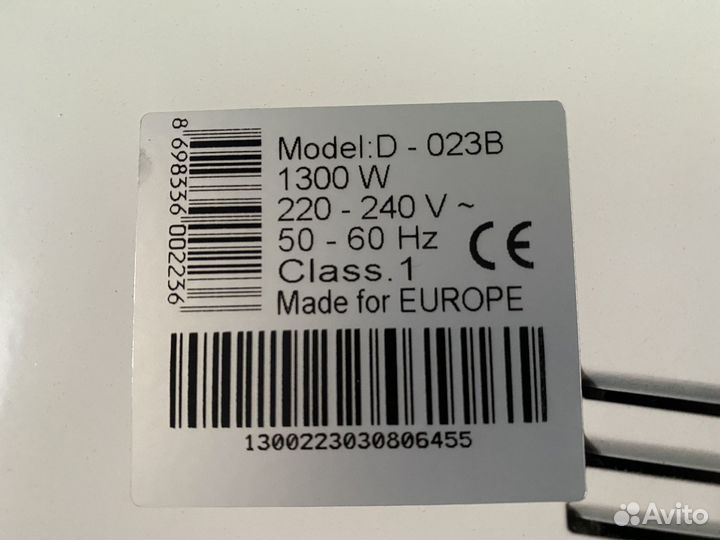 8 698336 002236
Model:D - 023B
1300 W
220 - 240 V ~
50 - 60 Hz
CE
Class.1
Made for EUROPE
1300223030806455
Avito